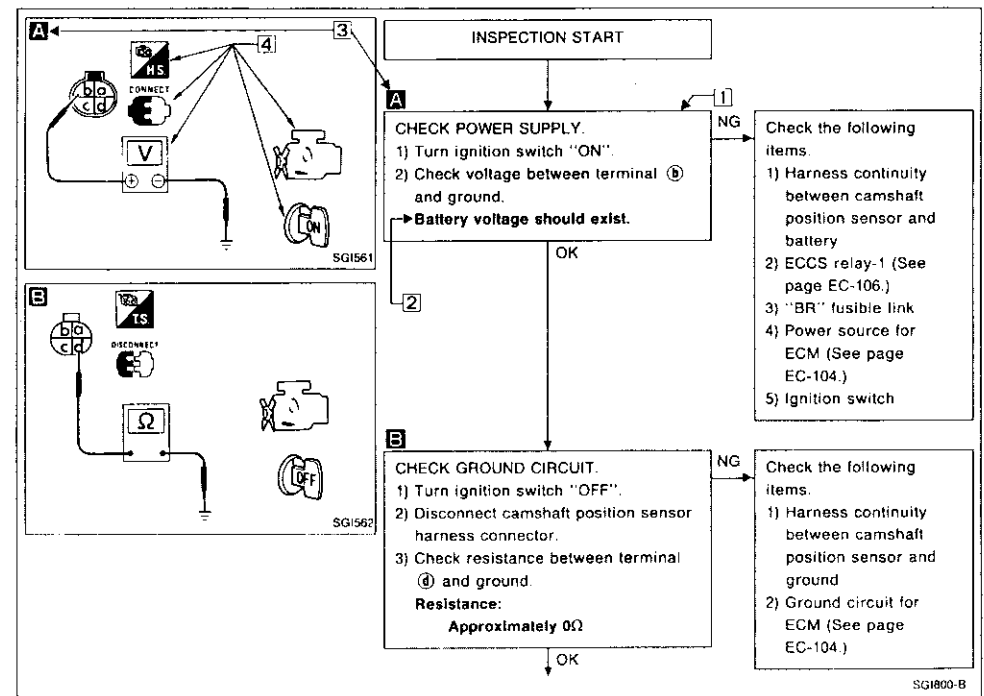 A
3
4
H.S.
CONNECT
b a
c d
V
⊕ ⊖
ON
SGI561
B
T.S.
DISCONNECT
b a
c d
Ω
OFF
SGI562
INSPECTION START
A
1
CHECK POWER SUPPLY.
1) Turn ignition switch "ON".
2) Check voltage between terminal ⓑ
and ground.
Battery voltage should exist.
2
NG
OK
Check the following
items.
1) Harness continuity
between camshaft
position sensor and
battery
2) ECCS relay-1 (See
page EC-106.)
3) "BR" fusible link
4) Power source for
ECM (See page
EC-104.)
5) Ignition switch
B
CHECK GROUND CIRCUIT.
1) Turn ignition switch "OFF".
2) Disconnect camshaft position sensor
harness connector.
3) Check resistance between terminal
ⓓ and ground.
Resistance:
Approximately 0Ω
NG
OK
Check the following
items.
1) Harness continuity
between camshaft
position sensor and
ground
2) Ground circuit for
ECM (See page
EC-104.)
SGI800-B